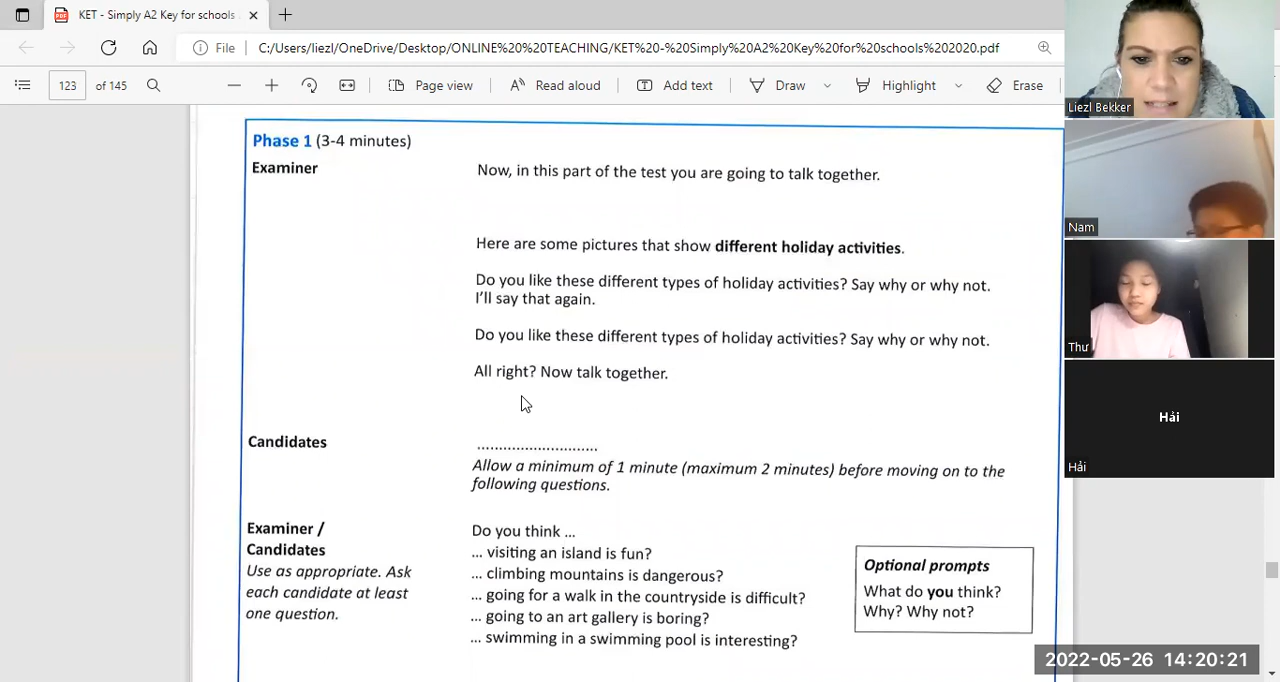 KET - Simply A2 Key for schools
File
C:/Users/liezl/OneDrive/Desktop/ONLINE%20%20TEACHING/KET%20-%20Simply%20A2%20Key%20for%20schools%202020.pdf
123
of 145
Page view
Read aloud
Add text
Draw
Highlight
Erase
Phase 1 (3-4 minutes)
Examiner
Now, in this part of the test you are going to talk together.
Here are some pictures that show different holiday activities.
Do you like these different types of holiday activities? Say why or why not.
I'll say that again.
Do you like these different types of holiday activities? Say why or why not.
All right? Now talk together.
Candidates
..........................
Allow a minimum of 1 minute (maximum 2 minutes) before moving on to the
following questions.
Examiner /
Candidates
Use as appropriate. Ask
each candidate at least
one question.
Do you think ...
... visiting an island is fun?
... climbing mountains is dangerous?
... going for a walk in the countryside is difficult?
... going to an art gallery is boring?
... swimming in a swimming pool is interesting?
Optional prompts
What do you think?
Why? Why not?
Liezl Bekker
Nam
Thư
Hải
Hải
2022-05-26 14:20:21